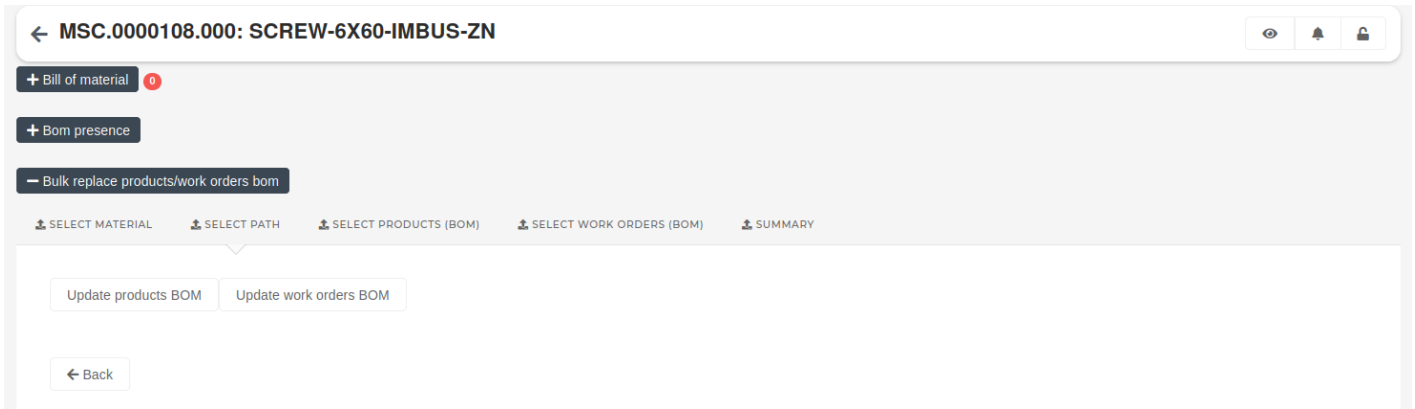 MSC.0000108.000: SCREW-6X60-IMBUS-ZN
Bill of material 0
Bom presence
Bulk replace products/work orders bom
SELECT MATERIAL SELECT PATH SELECT PRODUCTS (BOM) SELECT WORK ORDERS (BOM) SUMMARY
Update products BOM Update work orders BOM
Back